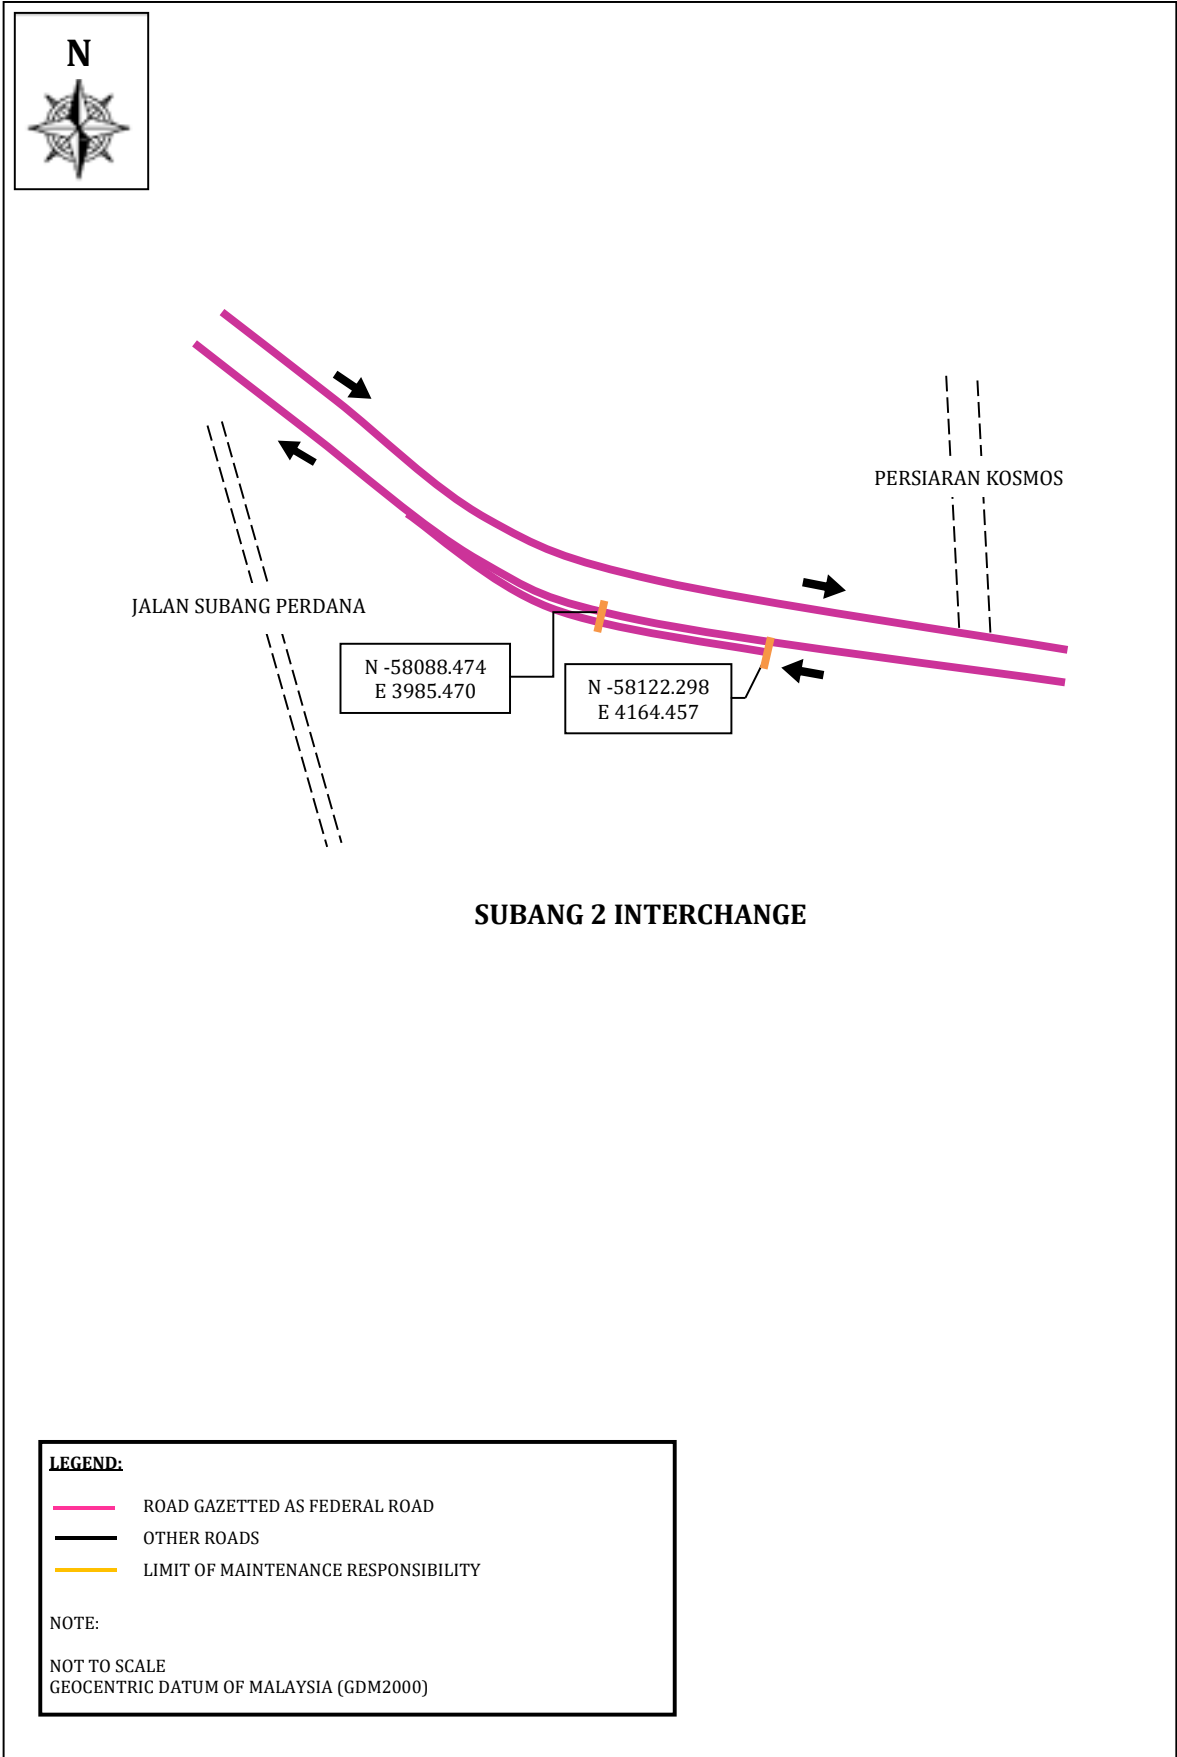 N
PERSIARAN KOSMOS
JALAN SUBANG PERDANA
N -58088.474
E 3985.470
N -58122.298
E 4164.457
SUBANG 2 INTERCHANGE
LEGEND:
ROAD GAZETTED AS FEDERAL ROAD
OTHER ROADS
LIMIT OF MAINTENANCE RESPONSIBILITY
NOTE:
NOT TO SCALE
GEOCENTRIC DATUM OF MALAYSIA (GDM2000)